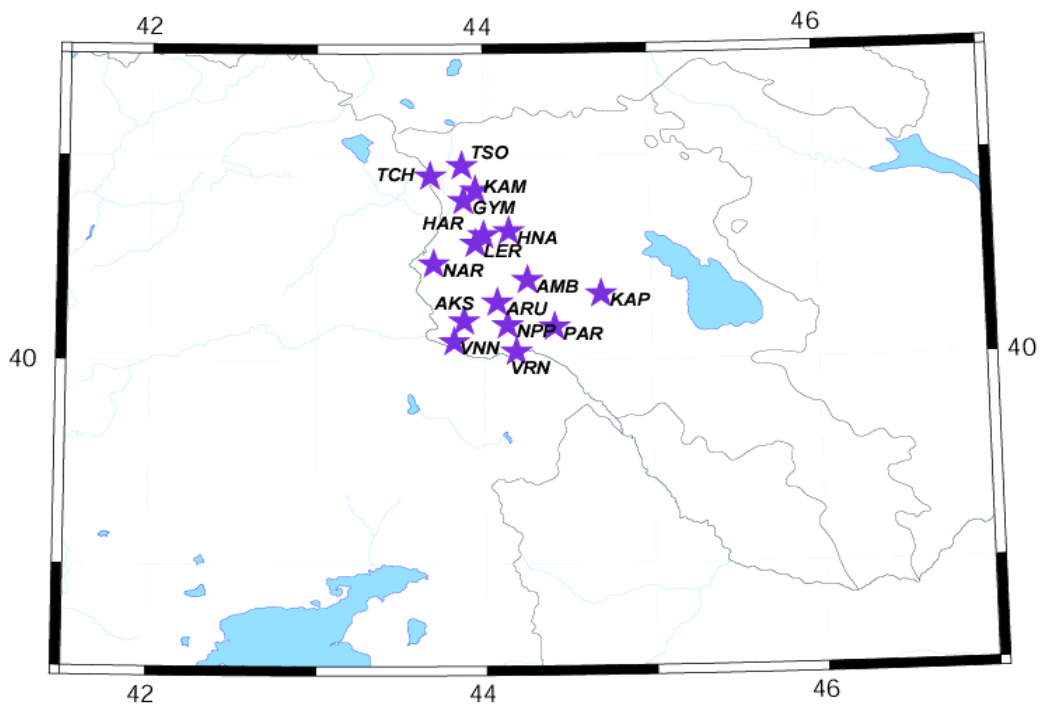 42 44 46
TSO
TCH
KAM
GYM
HAR
HNA
LER
NAR
AMB
KAP
AKS
ARU
NPP PAR
VNN
40 40
VRN
42 44 46